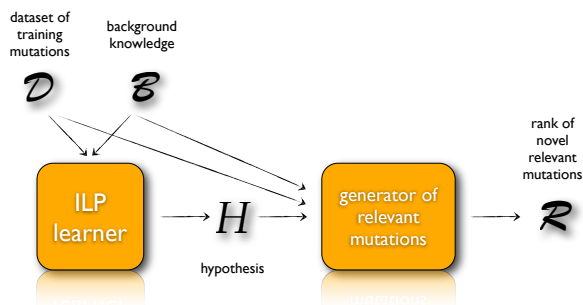 dataset of
training
mutations
background
knowledge
D
B
rank of
novel
relevant
mutations
ILP
learner
H
generator of
relevant
mutations
R
hypothesis